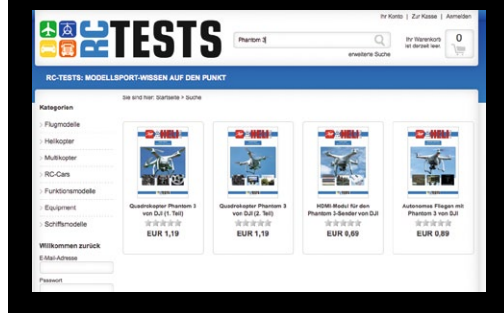 Ihr Konto | Zur Kasse | Anmelden
RC TESTS
Phantom 3
erweiterte Suche
Ihr Warenkorb
ist derzeit leer.
0
RC-TESTS: MODELLSPORT-WISSEN AUF DEN PUNKT
Sie sind hier: Startseite > Suche
Kategorien
> Flugmodelle
> Helikopter
> Multikopter
> RC-Cars
> Funktionsmodelle
> Equipment
> Schiffsmodelle
Willkommen zurück
E-Mail-Adresse
Passwort
HELI
Quadrokopter Phantom 3
von DJI (1. Teil)
EUR 1,19
HELI
Quadrokopter Phantom 3
von DJI (2. Teil)
EUR 1,19
HELI
HDMI-Modul für den
Phantom 3-Sender von DJI
EUR 0,69
HELI
Autonomes Fliegen mit
Phantom 3 von DJI
EUR 0,89